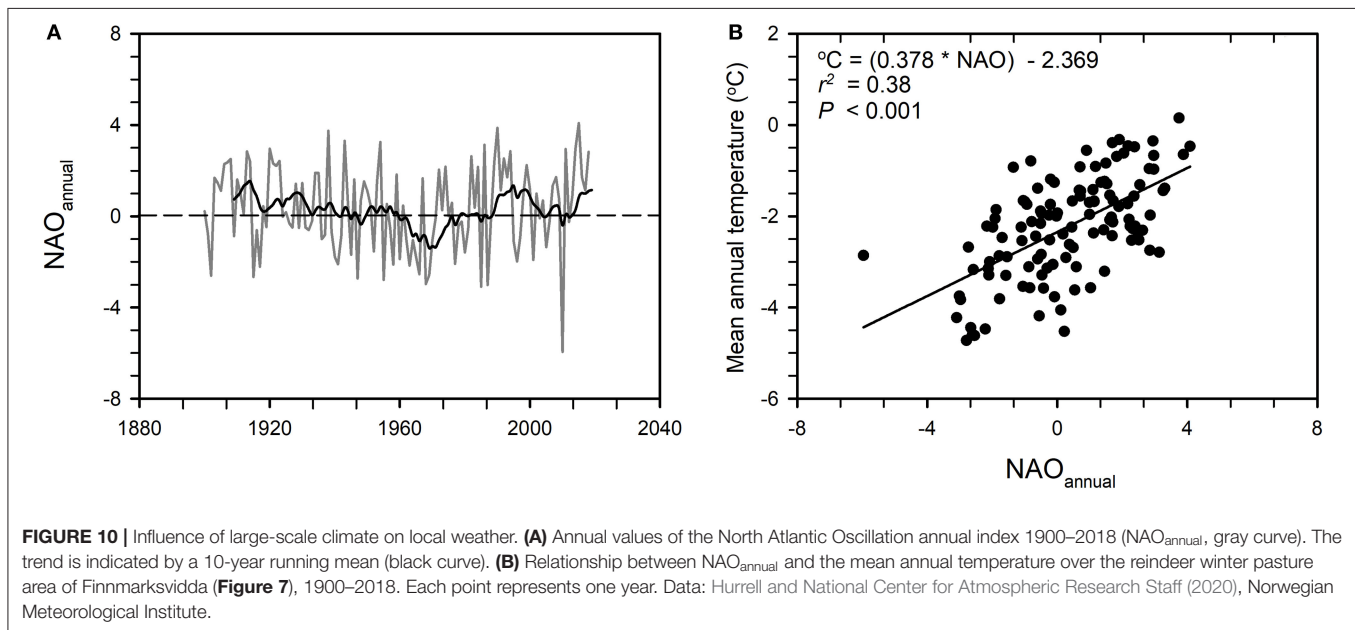 A
8
4
0
-4
-8
NAOannual
1880
1920
1960
2000
2040
B
ºC = (0.378 * NAO) - 2.369
r² = 0.38
P < 0.001
2
0
-2
-4
-6
Mean annual temperature (ºC)
-8
-4
0
4
8
NAOannual
FIGURE 10 | Influence of large-scale climate on local weather. (A) Annual values of the North Atlantic Oscillation annual index 1900–2018 (NAOannual, gray curve). The
trend is indicated by a 10-year running mean (black curve). (B) Relationship between NAOannual and the mean annual temperature over the reindeer winter pasture
area of Finnmarksvidda (Figure 7), 1900–2018. Each point represents one year. Data: Hurrell and National Center for Atmospheric Research Staff (2020), Norwegian
Meteorological Institute.